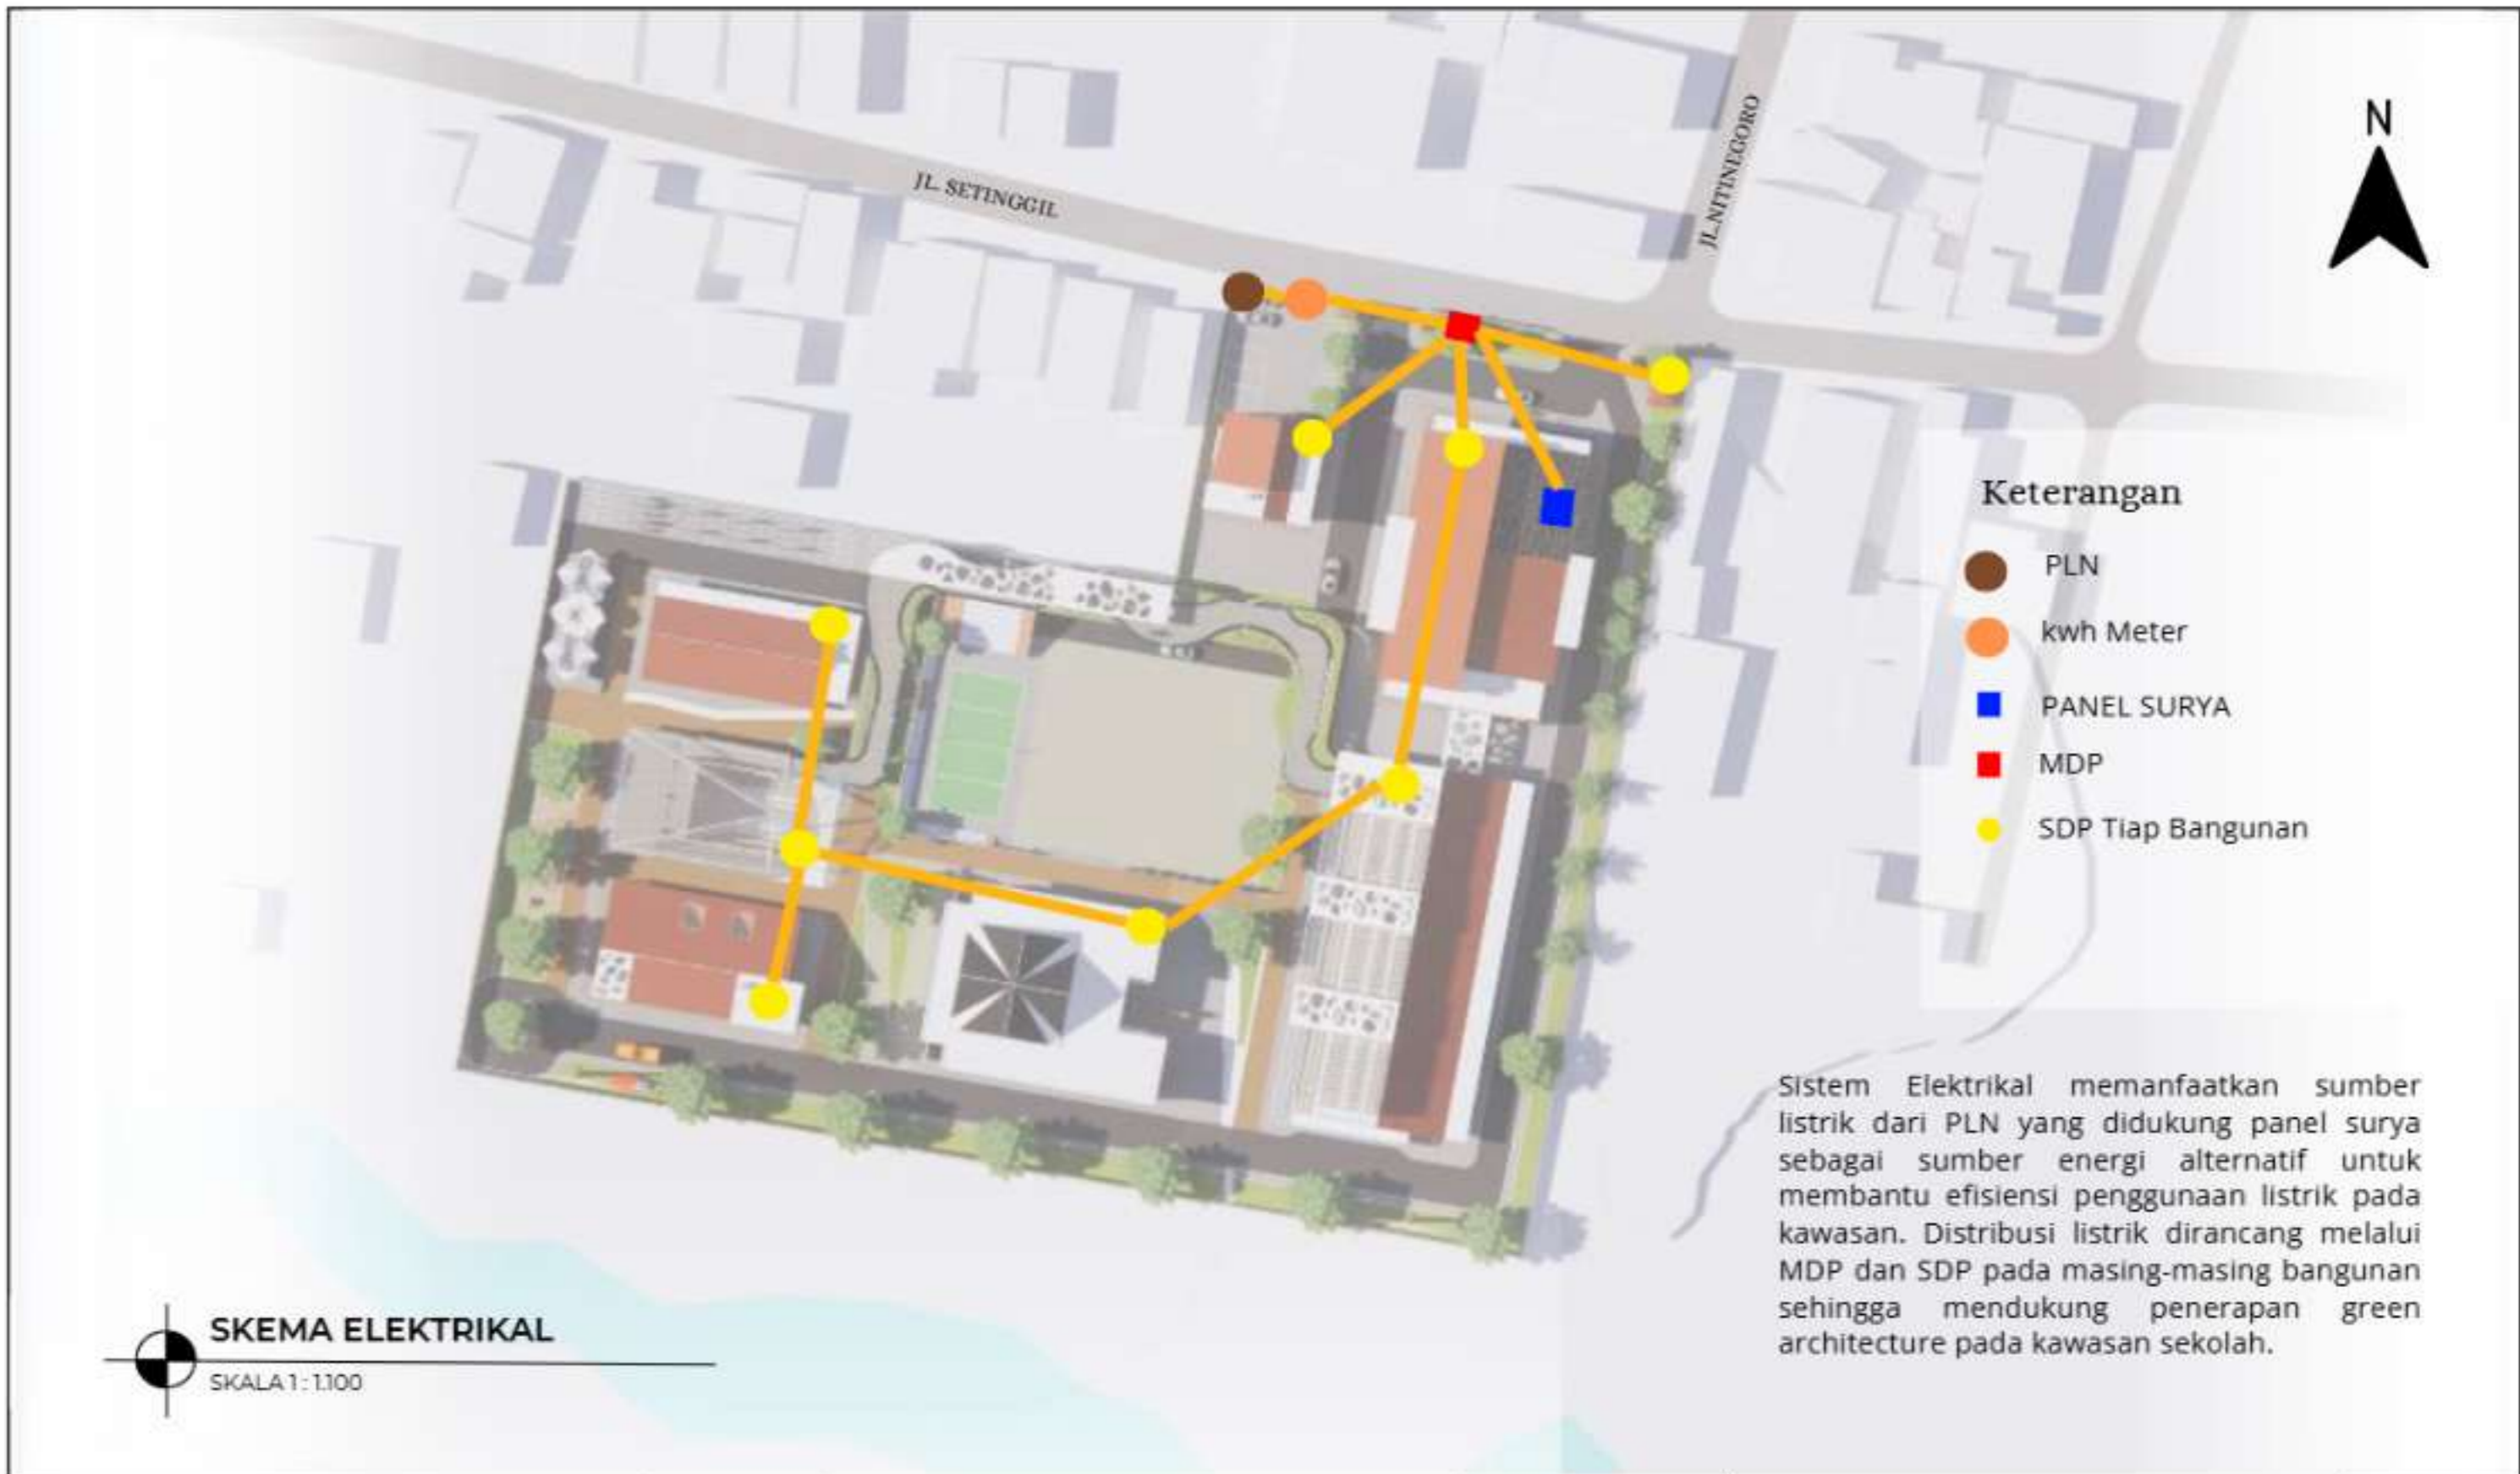 N
JL. SETINGGIL
JL.NITINEGORO
Keterangan
PLN
kwh Meter
PANEL SURYA
MDP
SDP Tiap Bangunan
Sistem Elektrikal memanfaatkan sumber
listrik dari PLN yang didukung panel surya
sebagai sumber energi alternatif untuk
membantu efisiensi penggunaan listrik pada
kawasan. Distribusi listrik dirancang melalui
MDP dan SDP pada masing-masing bangunan
sehingga mendukung penerapan green
architecture pada kawasan sekolah.
SKEMA ELEKTRIKAL
SKALA 1 : 1.100